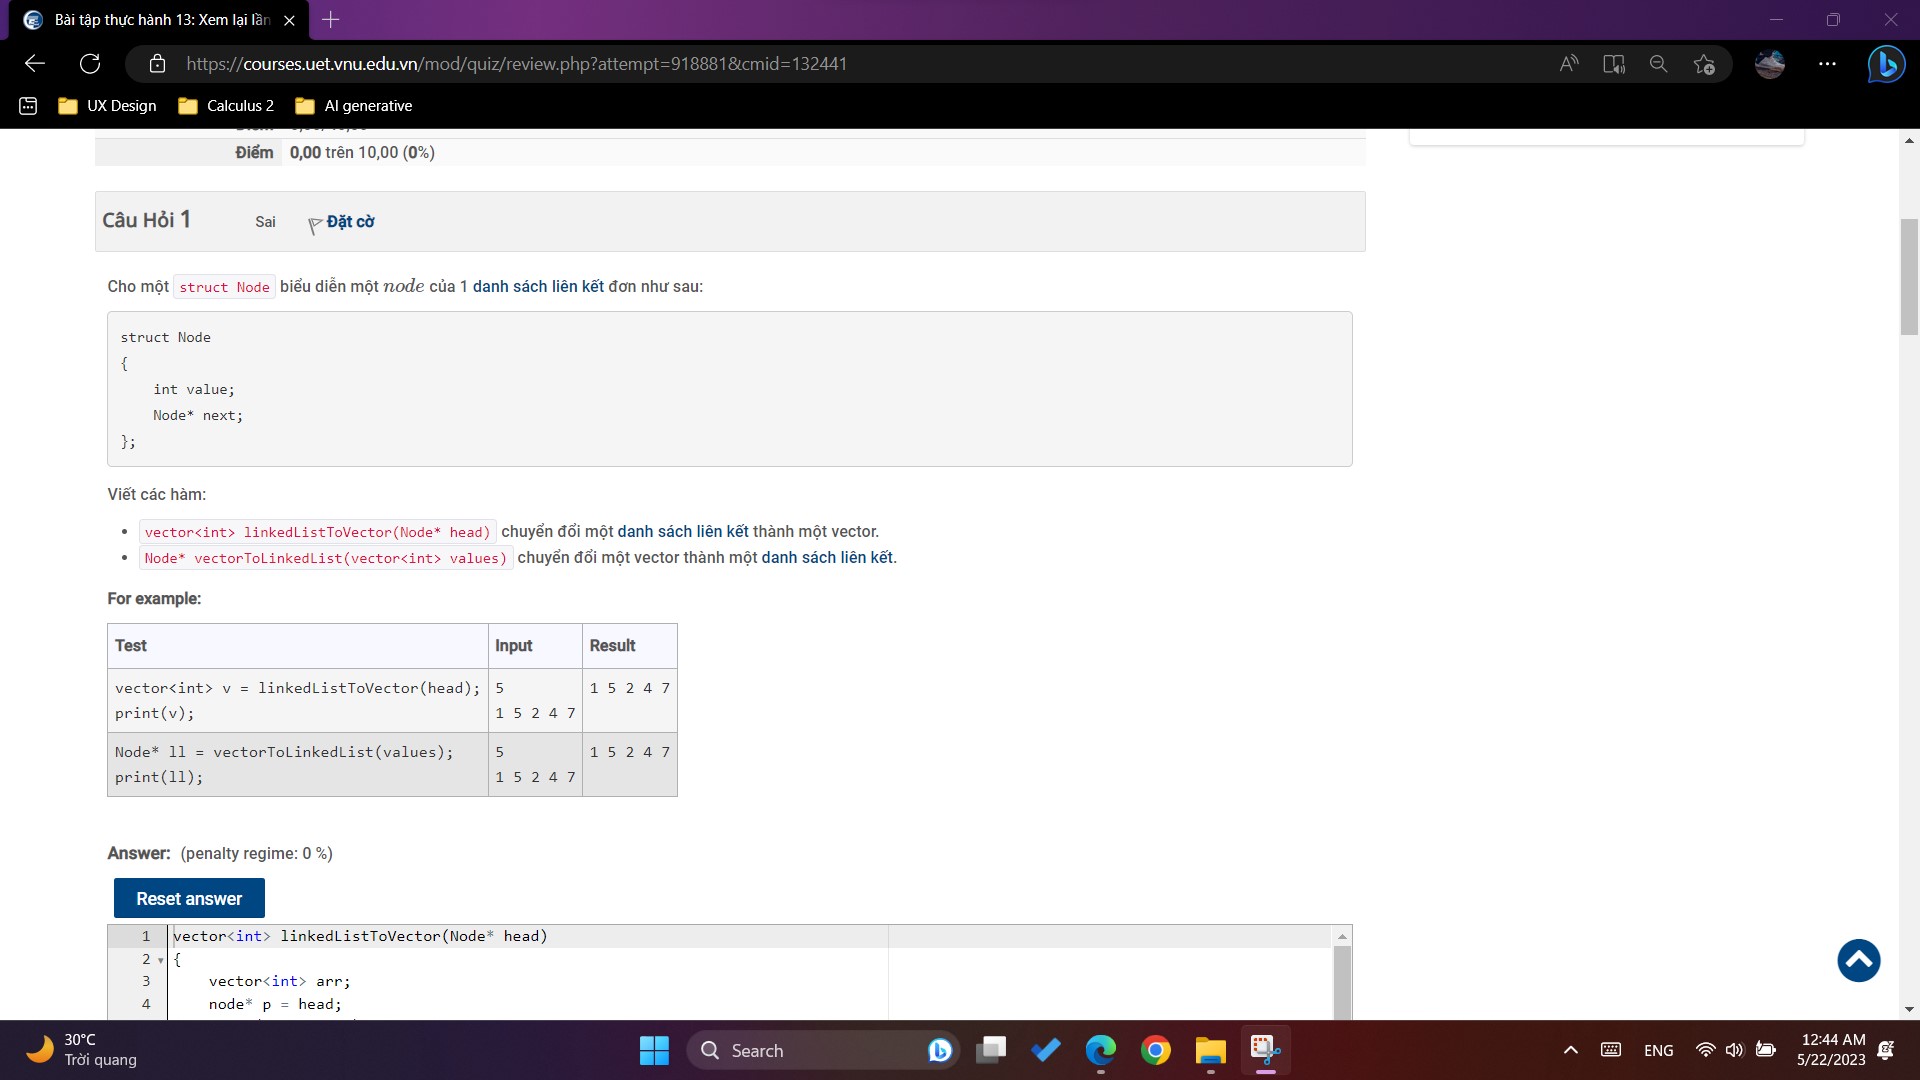 Bài tập thực hành 13: Xem lại lần
https://courses.uet.vnu.edu.vn/mod/quiz/review.php?attempt=918881&cmid=132441
UX Design
Calculus 2
AI generative
Điểm 0,00 trên 10,00 (0%)
Câu Hỏi 1 Sai Đặt cờ
Cho một struct Node biểu diễn một node của 1 danh sách liên kết đơn như sau:
struct Node
{
int value;
Node* next;
};
Viết các hàm:
vector<int> linkedListToVector(Node* head) chuyển đổi một danh sách liên kết thành một vector.
Node* vectorToLinkedList(vector<int> values) chuyển đổi một vector thành một danh sách liên kết.
For example:
Test Input Result
vector<int> v = linkedListToVector(head); 5 1 5 2 4 7
print(v); 1 5 2 4 7
Node* ll = vectorToLinkedList(values); 5 1 5 2 4 7
print(ll); 1 5 2 4 7
Answer: (penalty regime: 0 %)
Reset answer
1 vector<int> linkedListToVector(Node* head)
2 {
3 vector<int> arr;
4 node* p = head;
30°C
Trời quang
Search
ENG
12:44 AM
5/22/2023